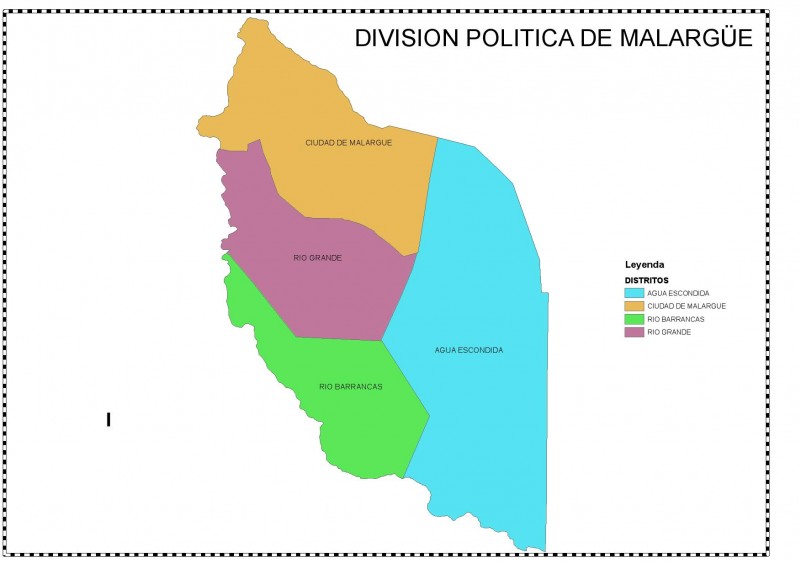 DIVISION POLITICA DE MALARGÜE
CIUDAD DE MALARGUE
RIO GRANDE
AGUA ESCONDIDA
RIO BARRANCAS
Leyenda
DISTRITOS
AGUA ESCONDIDA
CIUDAD DE MALARGUE
RIO BARRANCAS
RIO GRANDE
I